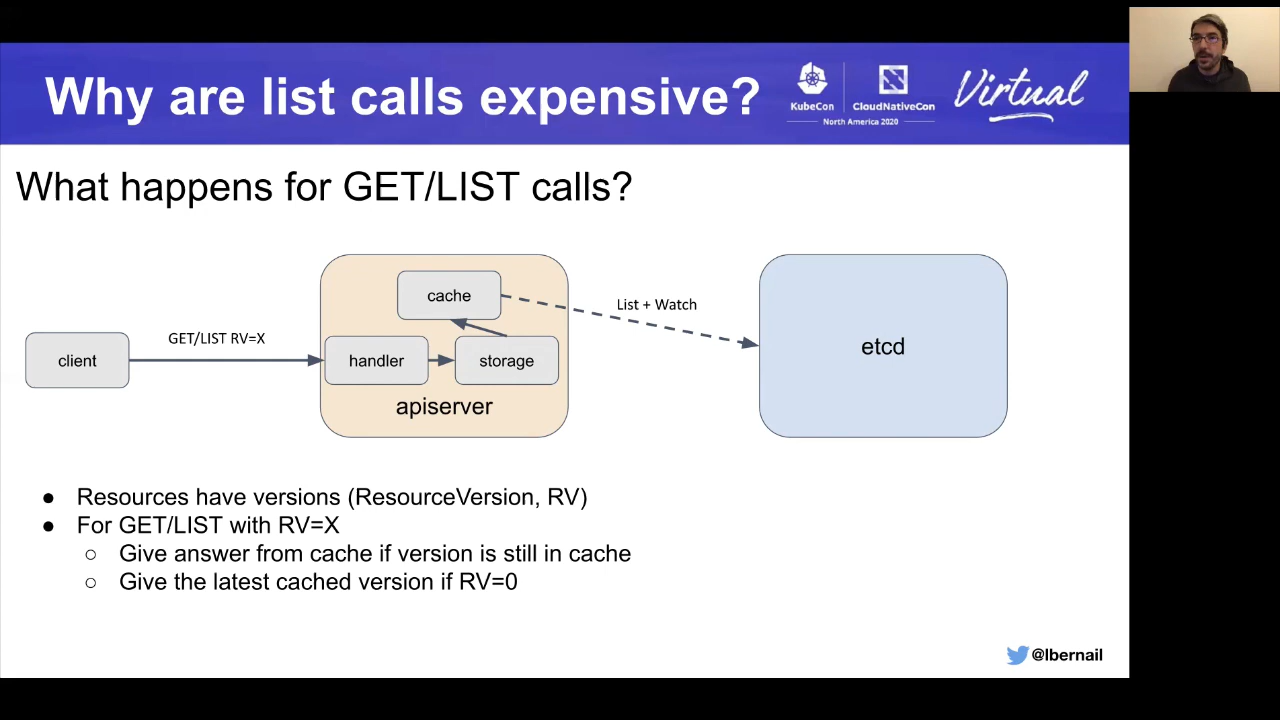 Why are list calls expensive?
KubeCon
CloudNativeCon
North America 2020
Virtual
What happens for GET/LIST calls?
cache
List + Watch
GET/LIST RV=X
etcd
client
handler
storage
apiserver
● Resources have versions (ResourceVersion, RV)
● For GET/LIST with RV=X
○ Give answer from cache if version is still in cache
○ Give the latest cached version if RV=0
@lbernail